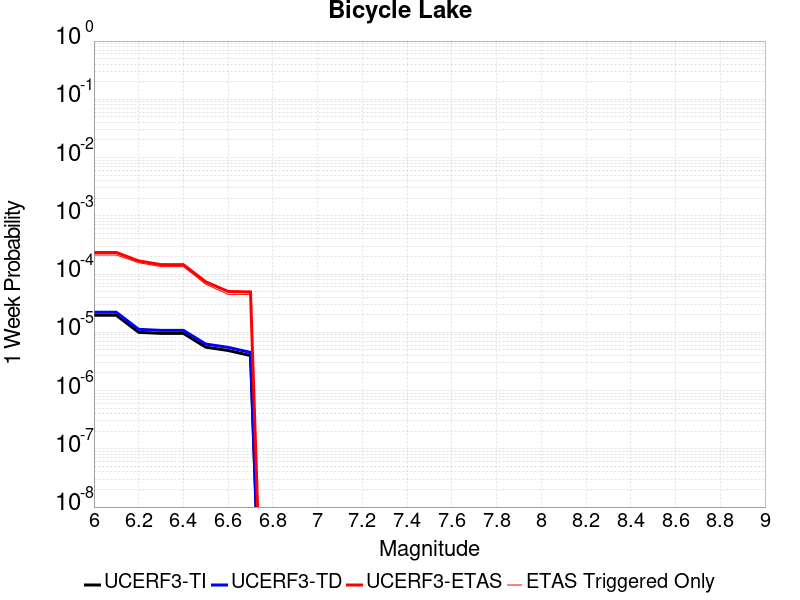 Bicycle Lake
10^0
10^-1
10^-2
10^-3
10^-4
10^-5
10^-6
10^-7
10^-8
1 Week Probability
6 6.2 6.4 6.6 6.8 7 7.2 7.4 7.6 7.8 8 8.2 8.4 8.6 8.8 9
Magnitude
UCERF3-TI UCERF3-TD UCERF3-ETAS ETAS Triggered Only